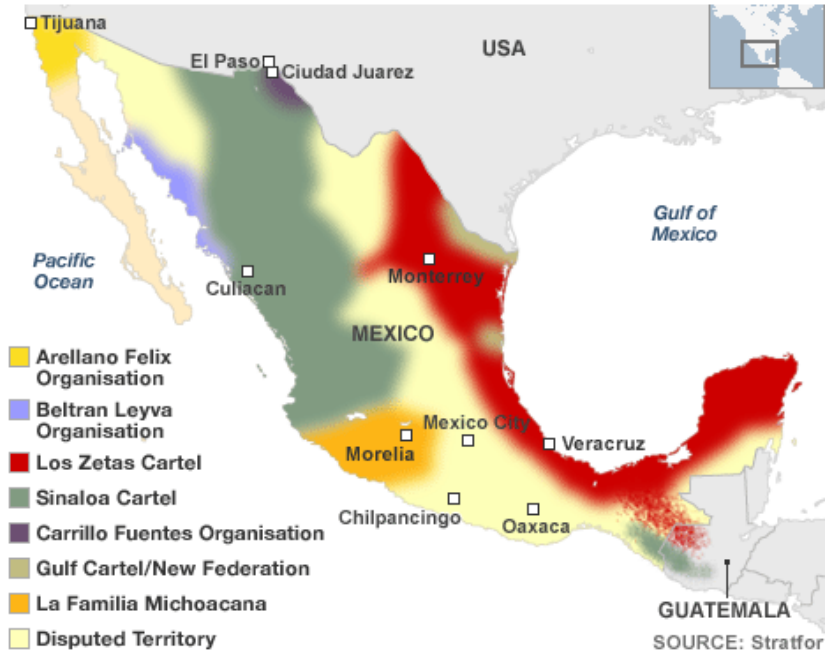 Tijuana
El Paso
Ciudad Juarez
USA
Gulf of
Mexico
Pacific
Ocean
Culiacan
Monterrey
MEXICO
Arellano Felix
Organisation
Beltran Leyva
Organisation
Los Zetas Cartel
Sinaloa Cartel
Carrillo Fuentes Organisation
Gulf Cartel/New Federation
La Familia Michoacana
Disputed Territory
Mexico City
Morelia
Veracruz
Chilpancingo
Oaxaca
GUATEMALA
SOURCE: Stratfor